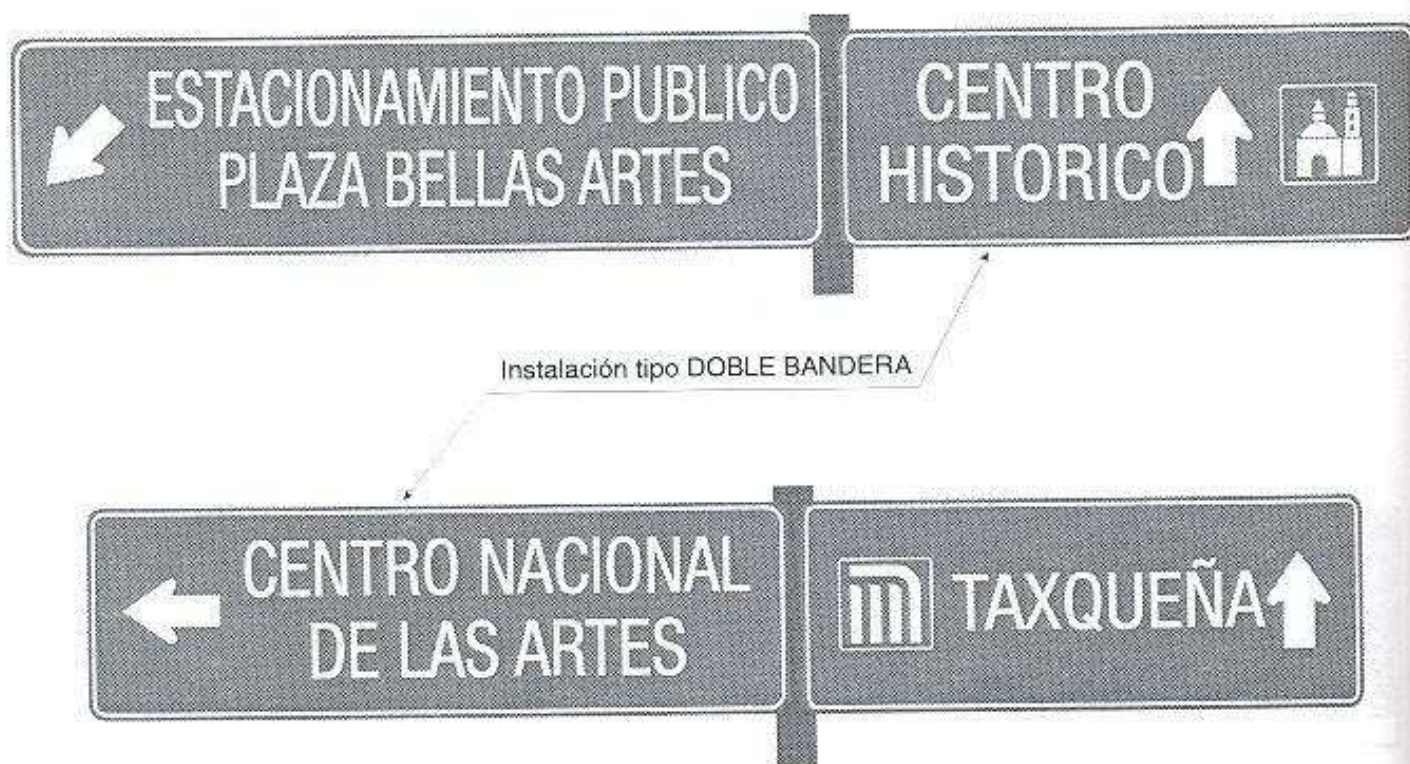 ESTACIONAMIENTO PUBLICO
PLAZA BELLAS ARTES
CENTRO
HISTORICO
Instalación tipo DOBLE BANDERA
CENTRO NACIONAL
DE LAS ARTES
TAXQUEÑA